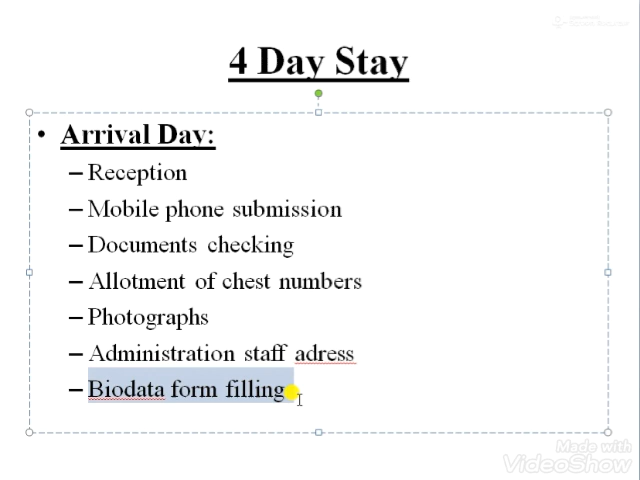 4 Day Stay
• Arrival Day:
– Reception
– Mobile phone submission
– Documents checking
– Allotment of chest numbers
– Photographs
– Administration staff adress
– Biodata form filling
Made with
VideoShow